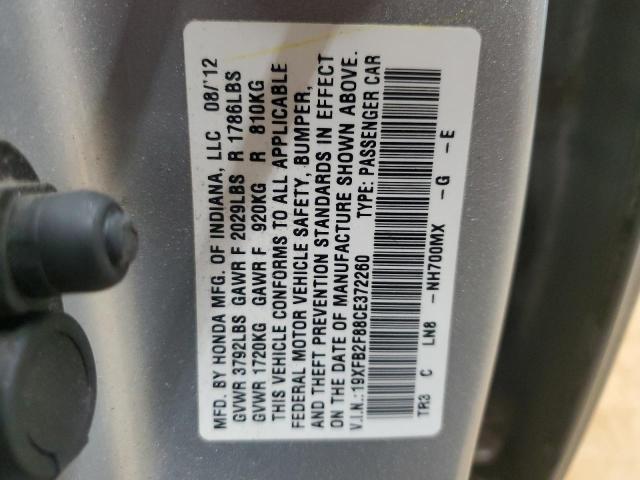 MFD. BY HONDA MFG. OF INDIANA, LLC 08/'12
GVWR 3792LBS GAWR F 2029LBS R 1786LBS
GVWR 1720KG GAWR F 920KG R 810KG
THIS VEHICLE CONFORMS TO ALL APPLICABLE
FEDERAL MOTOR VEHICLE SAFETY, BUMPER,
AND THEFT PREVENTION STANDARDS IN EFFECT
ON THE DATE OF MANUFACTURE SHOWN ABOVE.
V.I.N.:19XFB2F88CE372260 TYPE: PASSENGER CAR
TR3 C LN8 -NH700MX -G -E